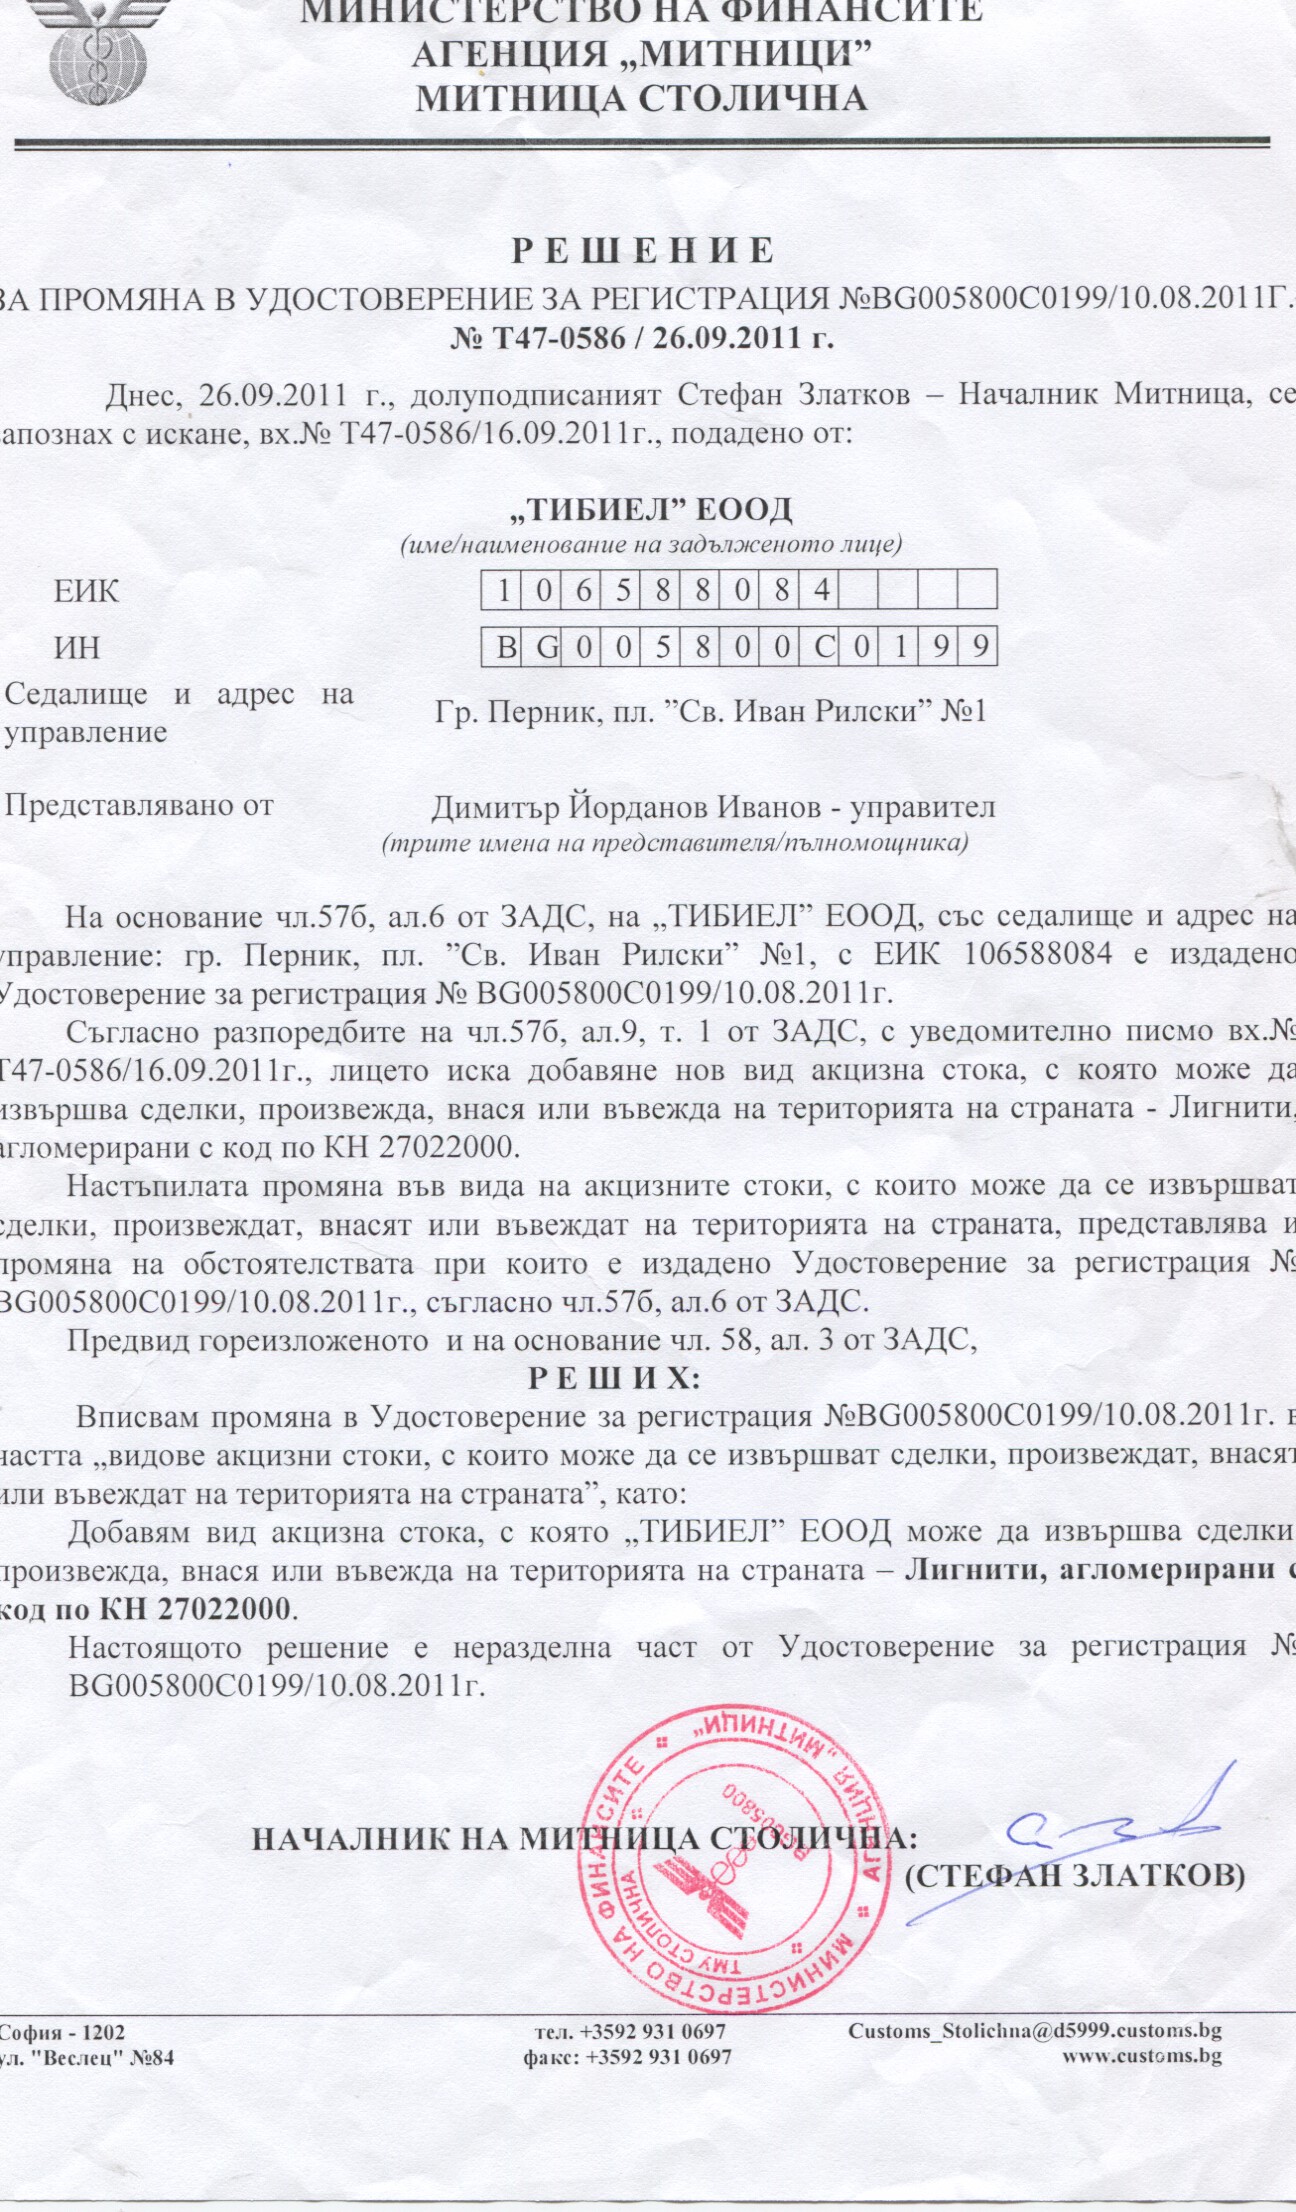 МИНИСТЕРСТВО НА ФИНАНСИТЕ
АГЕНЦИЯ „МИТНИЦИ”
МИТНИЦА СТОЛИЧНА
Р Е Ш Е Н И Е
ЗА ПРОМЯНА В УДОСТОВЕРЕНИЕ ЗА РЕГИСТРАЦИЯ №BG005800C0199/10.08.2011Г.
№ Т47-0586 / 26.09.2011 г.
Днес, 26.09.2011 г., долуподписаният Стефан Златков – Началник Митница, се
запознах с искане, вх.№ Т47-0586/16.09.2011г., подадено от:
„ТИБИЕЛ” ЕООД
(име/наименование на задълженото лице)
ЕИК 1 0 6 5 8 8 0 8 4
ИН B G 0 0 5 8 0 0 C 0 1 9 9
Седалище и адрес на
управление
Гр. Перник, пл. ”Св. Иван Рилски” №1
Представлявано от Димитър Йорданов Иванов - управител
(трите имена на представителя/пълномощника)
На основание чл.57б, ал.6 от ЗАДС, на „ТИБИЕЛ” ЕООД, със седалище и адрес на
управление: гр. Перник, пл. ”Св. Иван Рилски” №1, с ЕИК 106588084 е издадено
Удостоверение за регистрация № BG005800C0199/10.08.2011г.
Съгласно разпоредбите на чл.57б, ал.9, т. 1 от ЗАДС, с уведомително писмо вх.№
Т47-0586/16.09.2011г., лицето иска добавяне нов вид акцизна стока, с която може да
извършва сделки, произвежда, внася или въвежда на територията на страната - Лигнити,
агломерирани с код по КН 27022000.
Настъпилата промяна във вида на акцизните стоки, с които може да се извършват
сделки, произвеждат, внасят или въвеждат на територията на страната, представлява и
промяна на обстоятелствата при които е издадено Удостоверение за регистрация №
BG005800C0199/10.08.2011г., съгласно чл.57б, ал.6 от ЗАДС.
Предвид гореизложеното и на основание чл. 58, ал. 3 от ЗАДС,
Р Е Ш И Х:
Вписвам промяна в Удостоверение за регистрация №BG005800C0199/10.08.2011г. в
частта „видове акцизни стоки, с които може да се извършват сделки, произвеждат, внасят
или въвеждат на територията на страната”, като:
Добавям вид акцизна стока, с която „ТИБИЕЛ” ЕООД може да извършва сделки,
произвежда, внася или въвежда на територията на страната – Лигнити, агломерирани с
код по КН 27022000.
Настоящото решение е неразделна част от Удостоверение за регистрация №
BG005800C0199/10.08.2011г.
НАЧАЛНИК НА МИТНИЦА СТОЛИЧНА:
(СТЕФАН ЗЛАТКОВ)
МИНИСТЕРСТВО НА ФИНАНСИТЕ
АГЕНЦИЯ „МИТНИЦИ”
ТМУ СТОЛИЧНА
BG005800
София - 1202 тел. +3592 931 0697 Customs_Stolichna@d5999.customs.bg
ул. "Веслец" №84 факс: +3592 931 0697 www.customs.bg